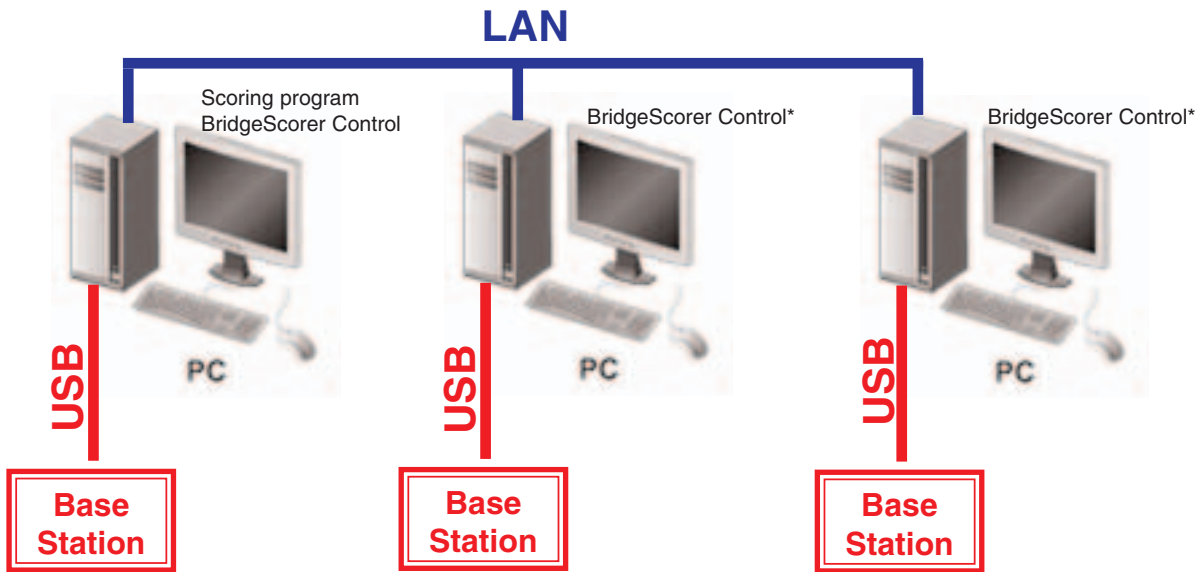 LAN
Scoring program
BridgeScorer Control
BridgeScorer Control*
BridgeScorer Control*
PC
PC
PC
USB
USB
USB
Base
Station
Base
Station
Base
Station